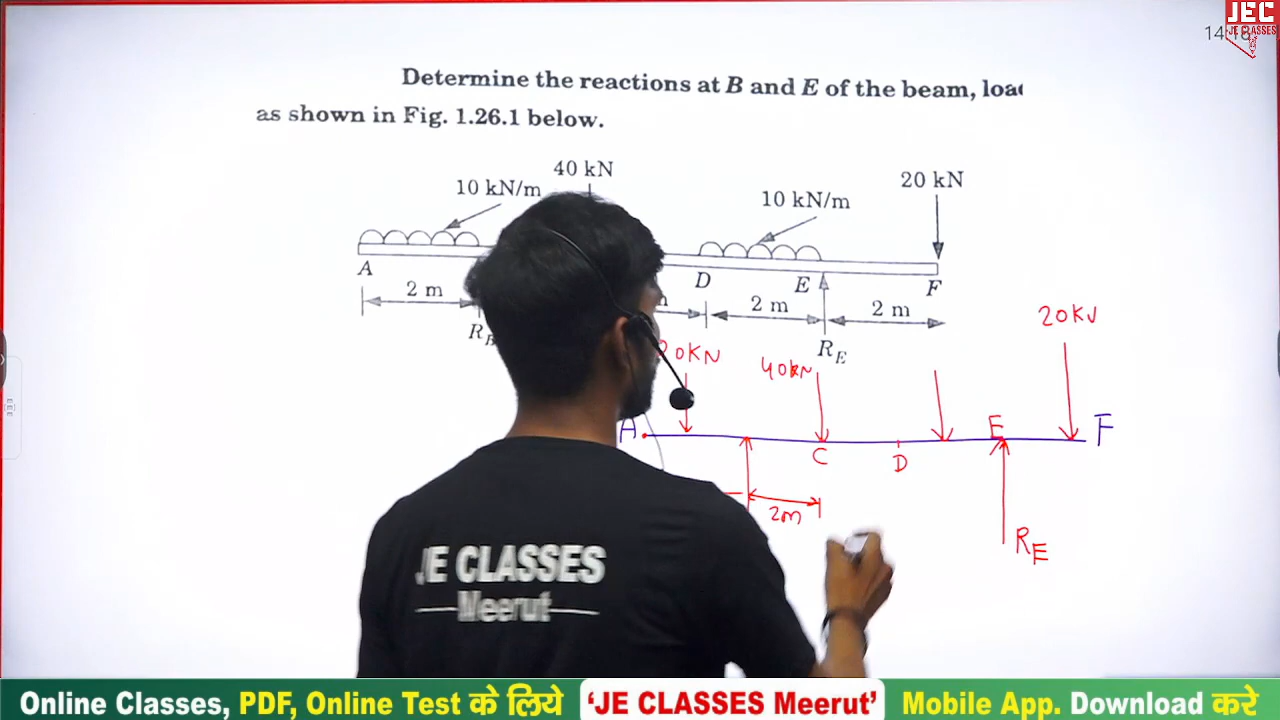 JEC
JE CLASSES
Determine the reactions at B and E of the beam,
as shown in Fig. 1.26.1 below.
40 kN
10 kN/m
10 kN/m
20 kN
A
D
E
F
2 m
2 m
2 m
R_E
20KN
40KN
A
C
D
E
F
2m
R_E
JE CLASSES
Meerut
Online Classes, PDF, Online Test के लिये 'JE CLASSES Meerut' Mobile App. Download करे